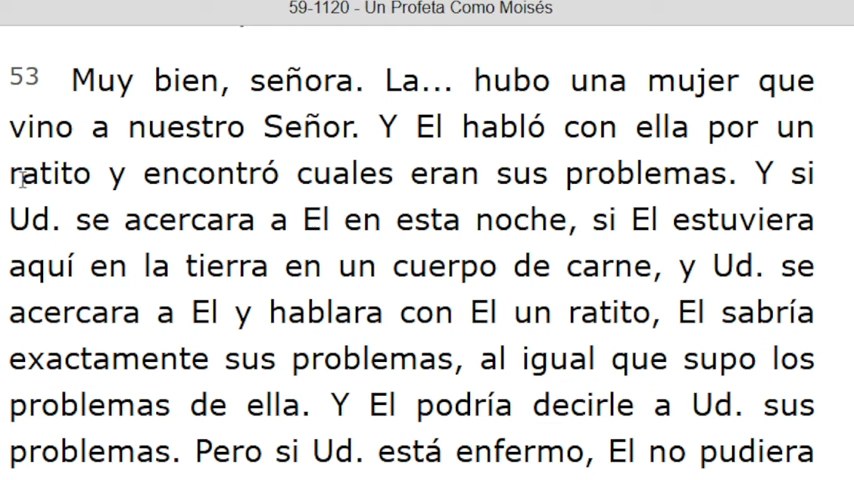 59-1120 - Un Profeta Como Moisés
53 Muy bien, señora. La... hubo una mujer que
vino a nuestro Señor. Y El habló con ella por un
ratito y encontró cuales eran sus problemas. Y si
Ud. se acercara a El en esta noche, si El estuviera
aquí en la tierra en un cuerpo de carne, y Ud. se
acercara a El y hablara con El un ratito, El sabría
exactamente sus problemas, al igual que supo los
problemas de ella. Y El podría decirle a Ud. sus
problemas. Pero si Ud. está enfermo, El no pudiera